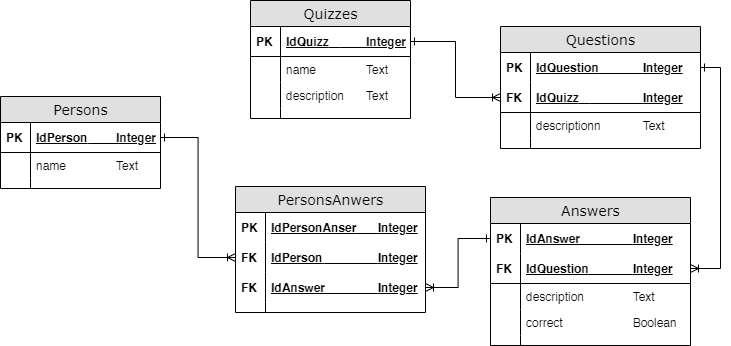 Quizzes
PK IdQuizz Integer
name Text
description Text
Questions
PK IdQuestion Integer
FK IdQuizz Integer
descriptionn Text
Persons
PK IdPerson Integer
name Text
PersonsAnwers
PK IdPersonAnser Integer
FK IdPerson Integer
FK IdAnswer Integer
Answers
PK IdAnswer Integer
FK IdQuestion Integer
description Text
correct Boolean